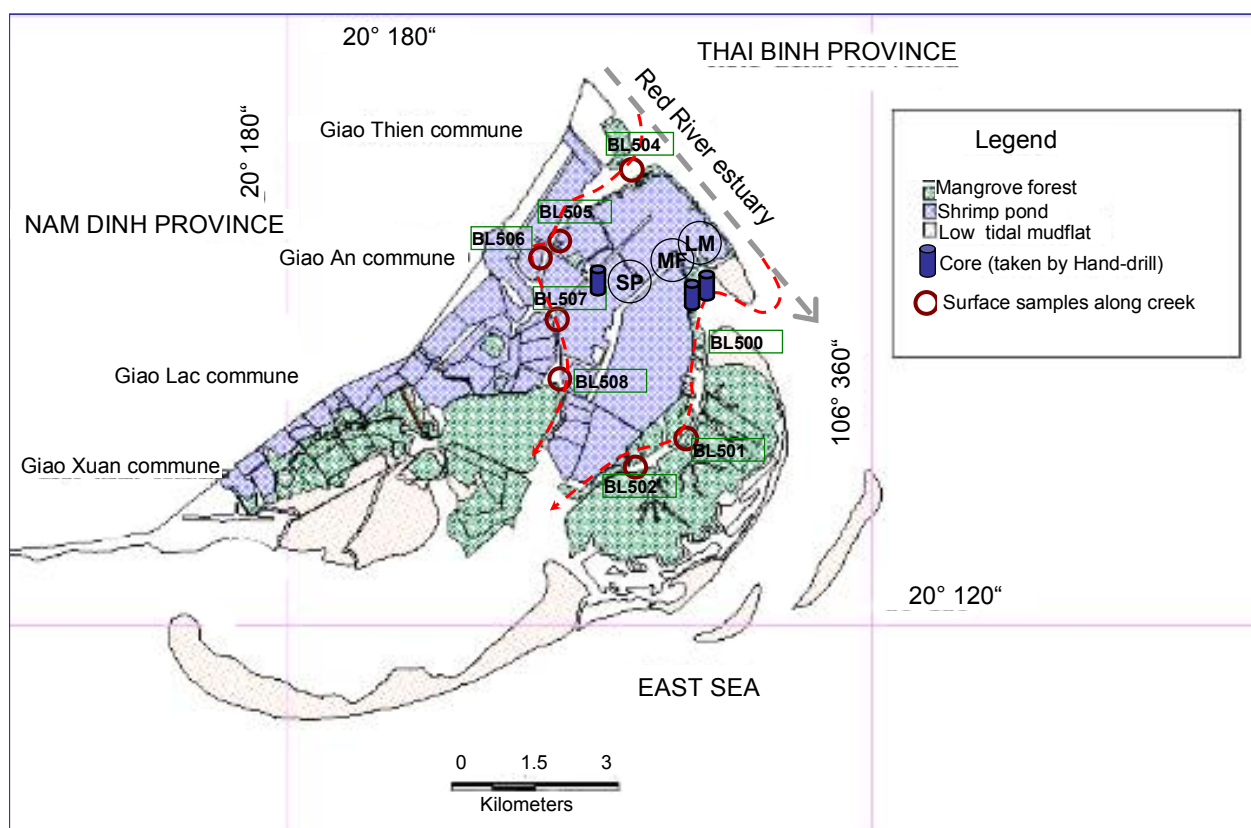 20° 180“
THAI BINH PROVINCE
Red River estuary
Giao Thien commune
20° 180“
BL504
Legend
Mangrove forest
Shrimp pond
Low tidal mudflat
Core (taken by Hand-drill)
Surface samples along creek
NAM DINH PROVINCE
BL505
BL506
Giao An commune
LM
MF
SP
BL507
BL500
106° 360“
Giao Lac commune
BL508
BL501
Giao Xuan commune
BL502
20° 120“
EAST SEA
0 1.5 3
Kilometers